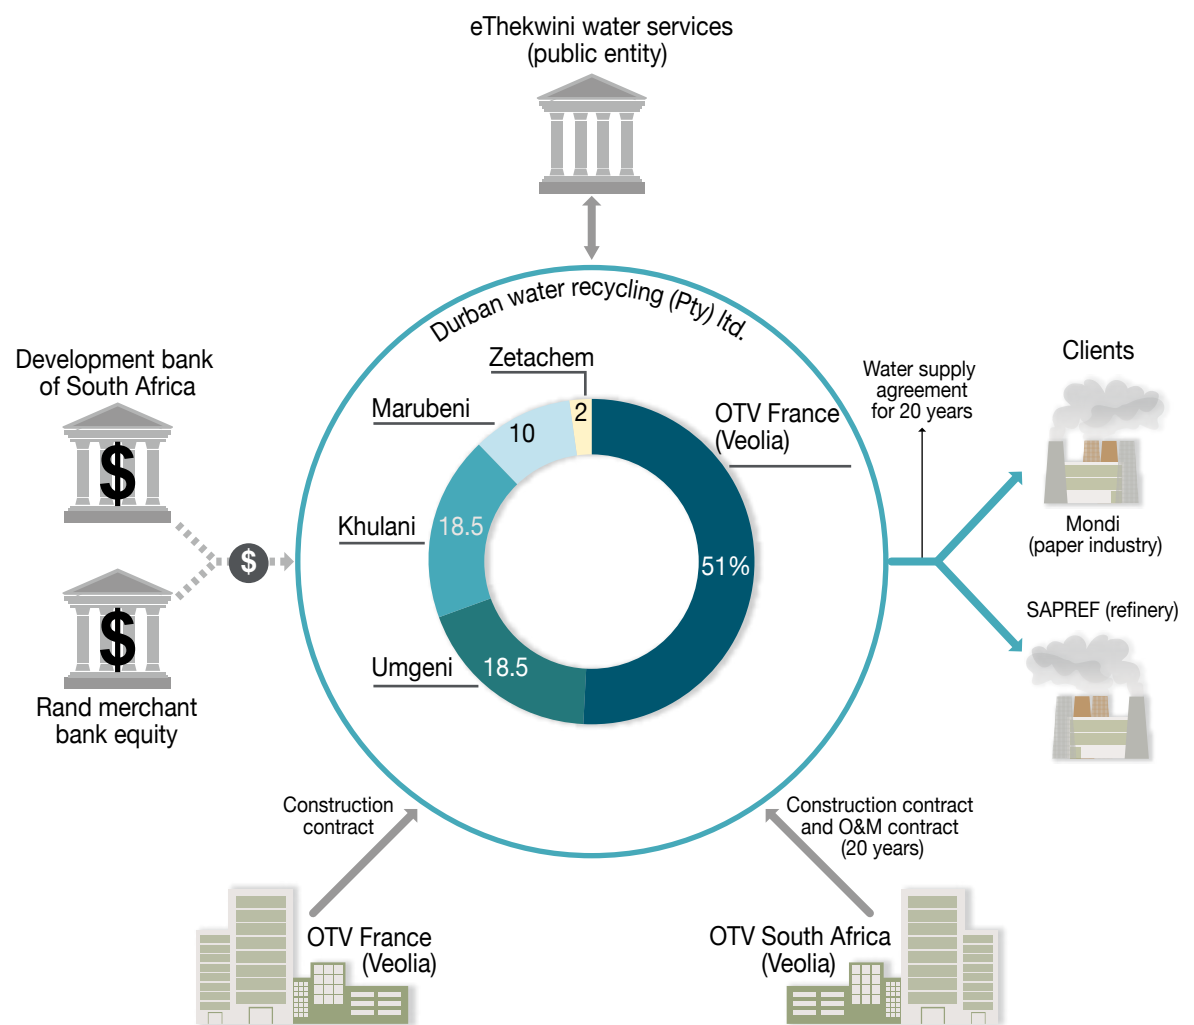 eThekwini water services
(public entity)
Durban water recycling (Pty) ltd.
Development bank
of South Africa
$
$
$
Rand merchant
bank equity
Zetachem
Marubeni
Khulani
Umgeni
OTV France
(Veolia)
2
10
18.5
18.5
51%
Water supply
agreement
for 20 years
Clients
Mondi
(paper industry)
SAPREF (refinery)
Construction
contract
OTV France
(Veolia)
Construction contract
and O&M contract
(20 years)
OTV South Africa
(Veolia)